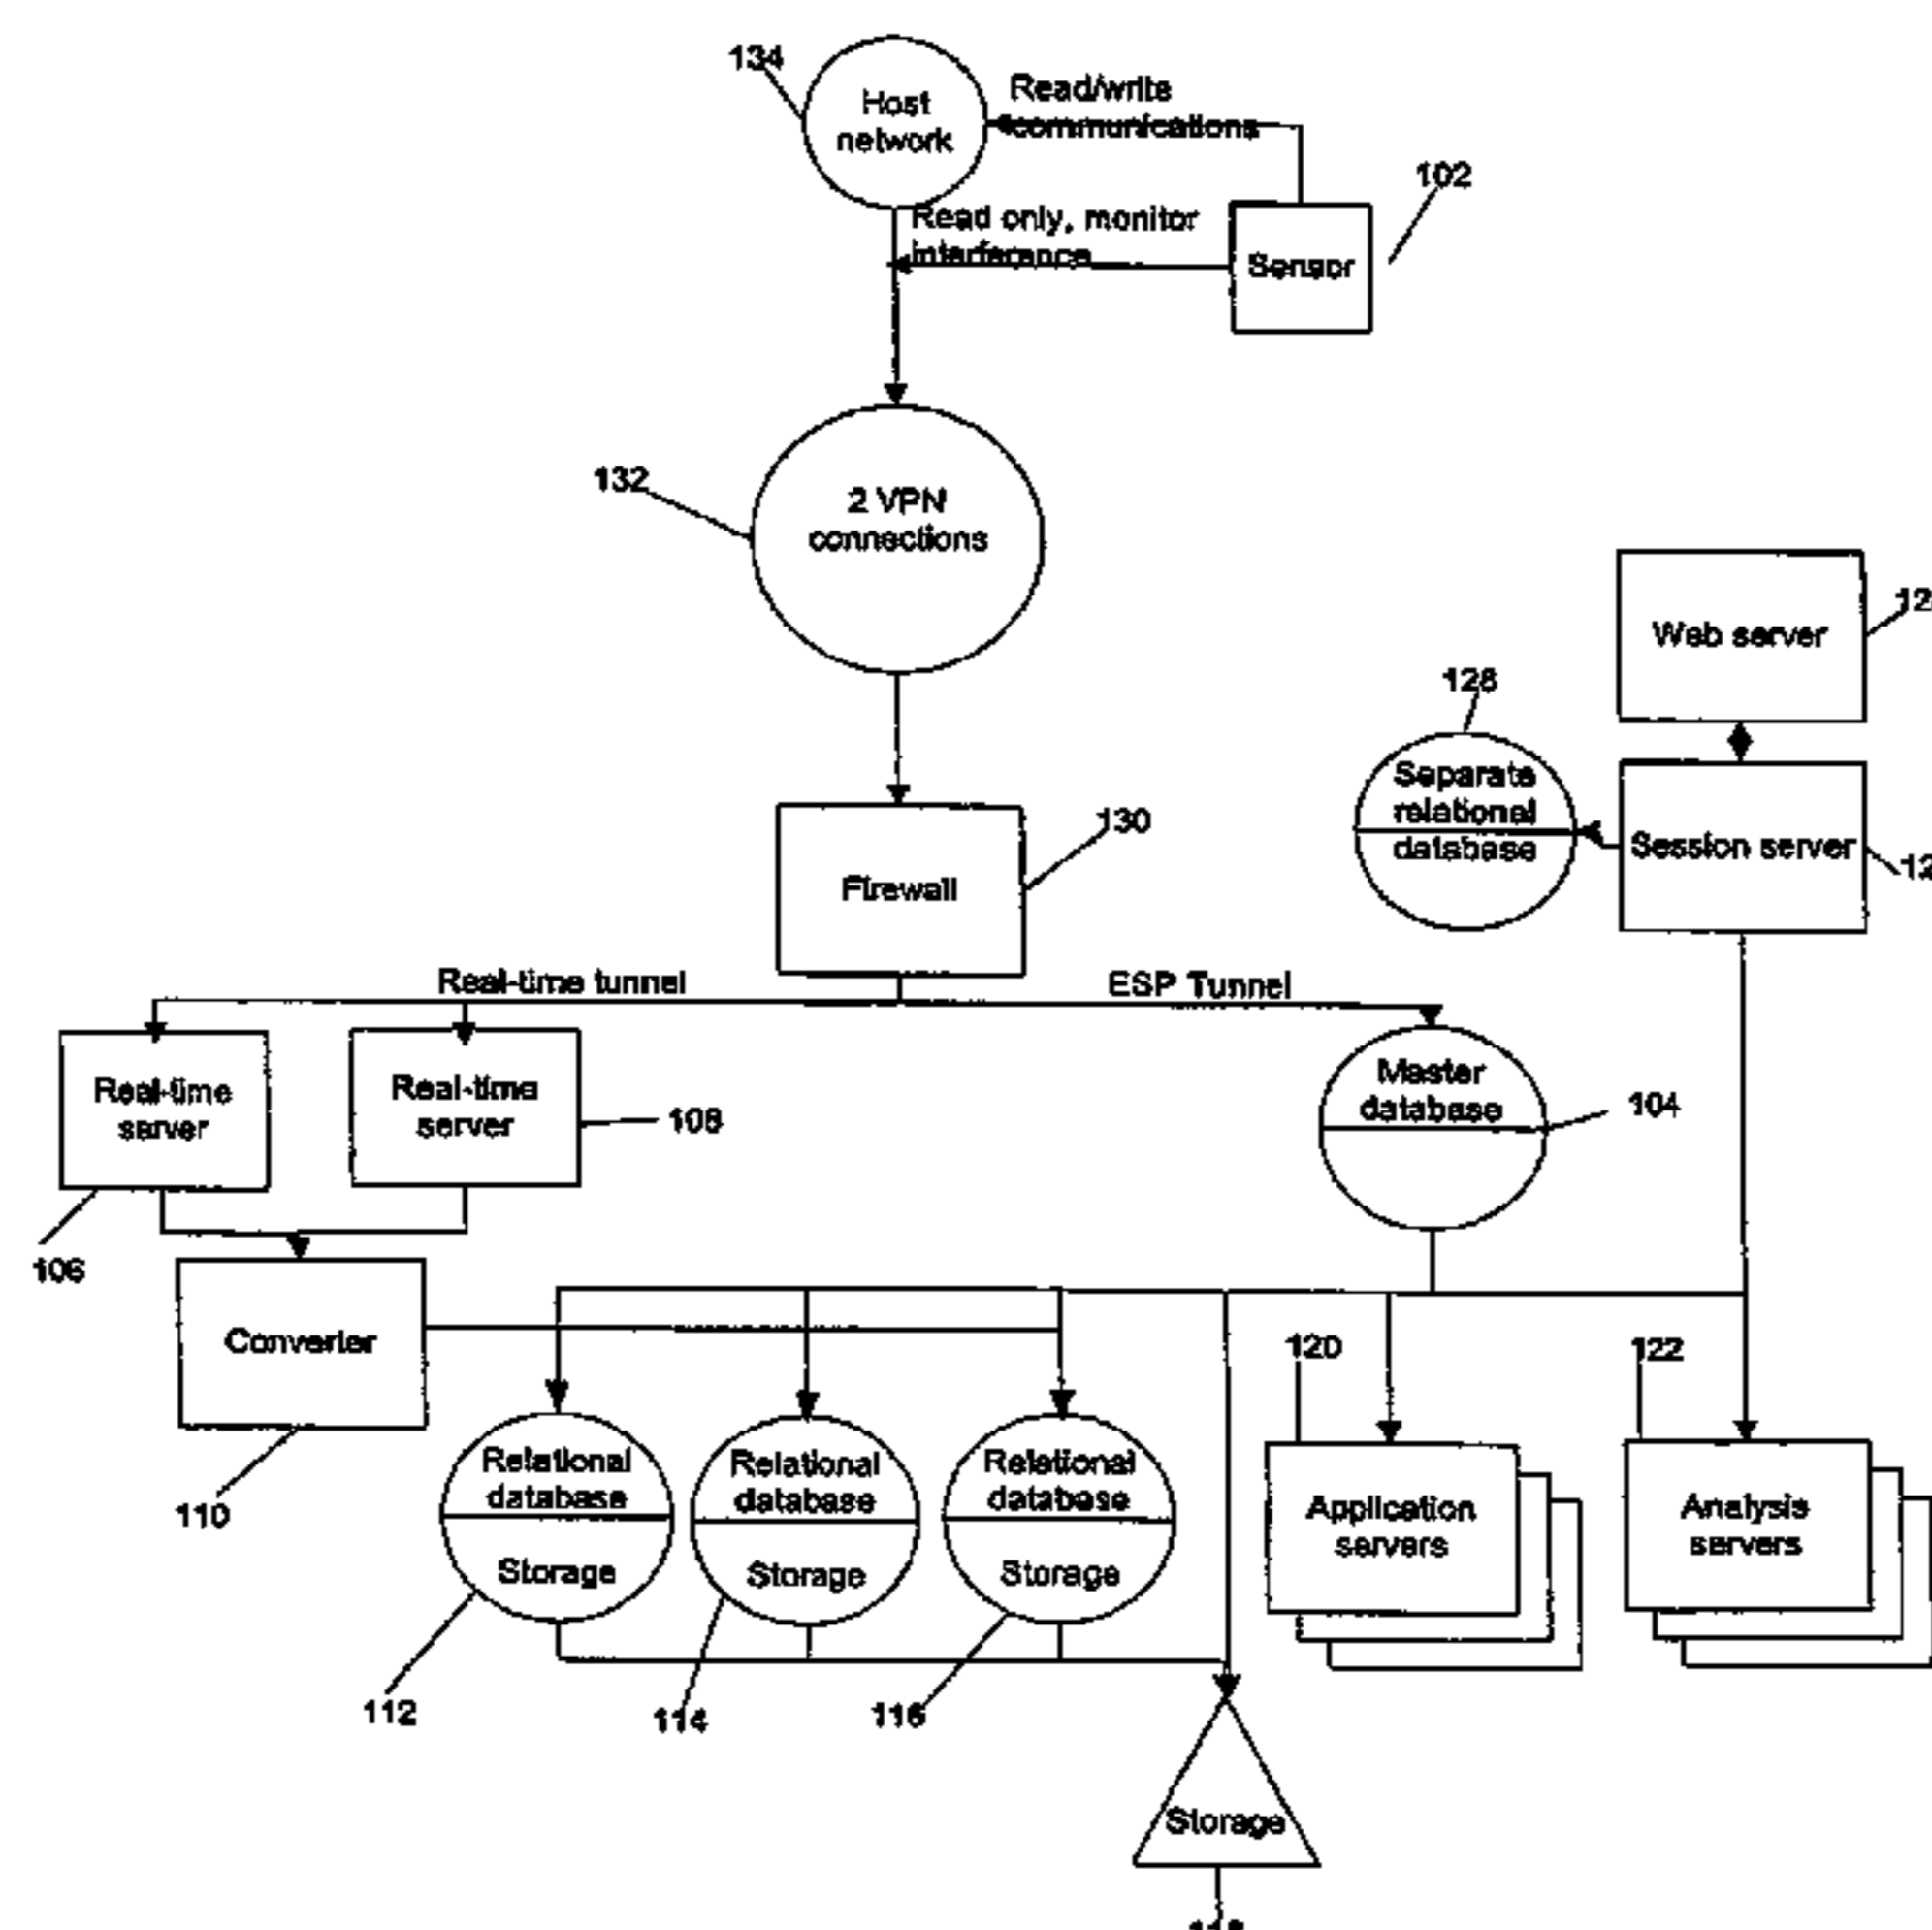 134
Host
network
Read/write
communications
102
Read only, monitor
interference
Sensor
132
2 VPN
connections
Web server
128
Separate
relational
database
Session server
130
Firewall
Real-time tunnel
ESP Tunnel
Real-time
server
Real-time
server
108
Master
database
104
106
Converter
120
122
Relational
database
Storage
Relational
database
Storage
Relational
database
Storage
Application
servers
Analysis
servers
110
112
114
116
Storage